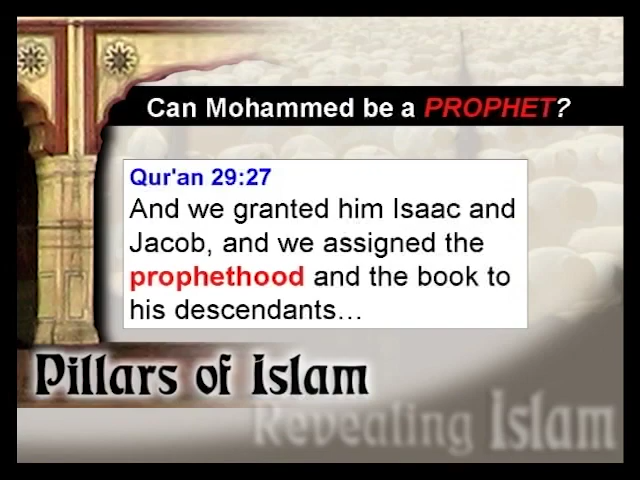 Can Mohammed be a PROPHET?
Qur'an 29:27
And we granted him Isaac and
Jacob, and we assigned the
prophethood and the book to
his descendants…
Pillars of Islam
Revealing Islam